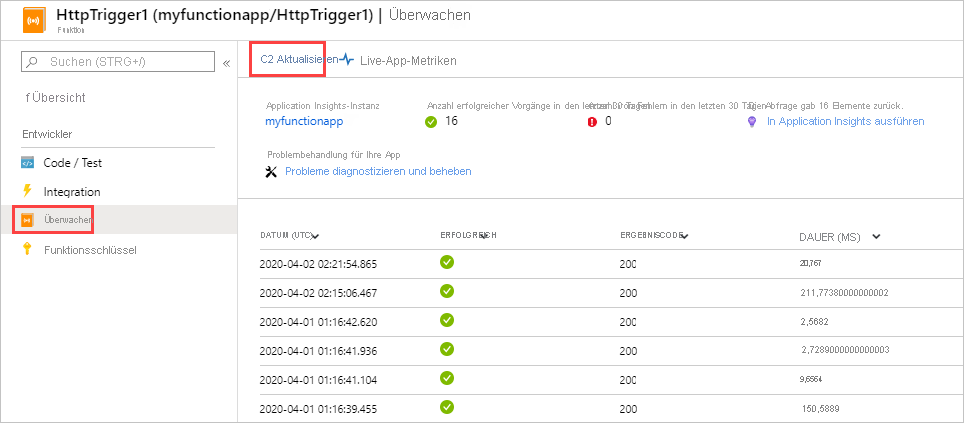 HttpTrigger1 (myfunctionapp/HttpTrigger1) | Überwachen
Funktion
Suchen (STRG+/)
«
f Übersicht
Entwickler
Code / Test
Integration
Überwachen
Funktionsschlüssel
C2 Aktualisieren
Live-App-Metriken
Application Insights-Instanz
myfunctionapp
Anzahl erfolgreicher Vorgänge in den letzten 30 Tagen
16
Anzahl von Fehlern in den letzten 30 Tagen
0
Abfrage gab 16 Elemente zurück.
In Application Insights ausführen
Problembehandlung für Ihre App
Probleme diagnostizieren und beheben
DATUM (UTC) ERFOLGREICH ERGEBNISCODE DAUER (MS)
2020-04-02 02:21:54.865 200 20,767
2020-04-02 02:15:06.467 200 211,77380000000002
2020-04-01 01:16:42.620 200 2,5682
2020-04-01 01:16:41.936 200 2,7289000000000003
2020-04-01 01:16:41.104 200 9,6564
2020-04-01 01:16:39.455 200 150,5889